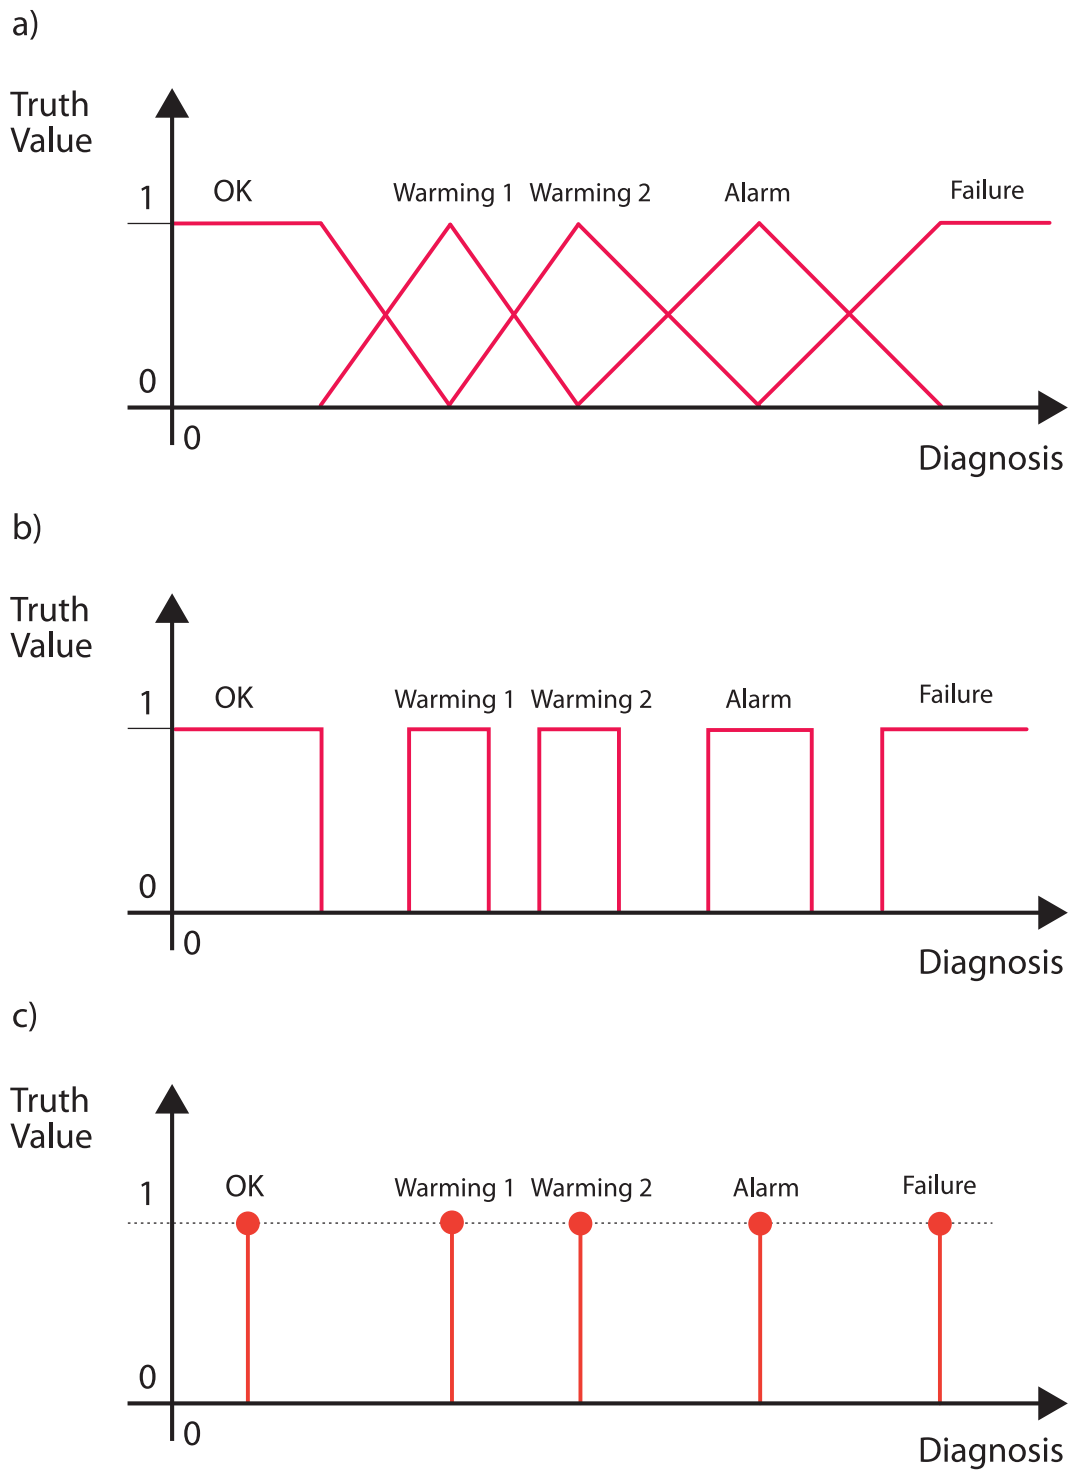 a)
Truth
Value
1
OK
Warming 1
Warming 2
Alarm
Failure
0
0
Diagnosis
b)
Truth
Value
1
OK
Warming 1
Warming 2
Alarm
Failure
0
0
Diagnosis
c)
Truth
Value
1
OK
Warming 1
Warming 2
Alarm
Failure
0
0
Diagnosis